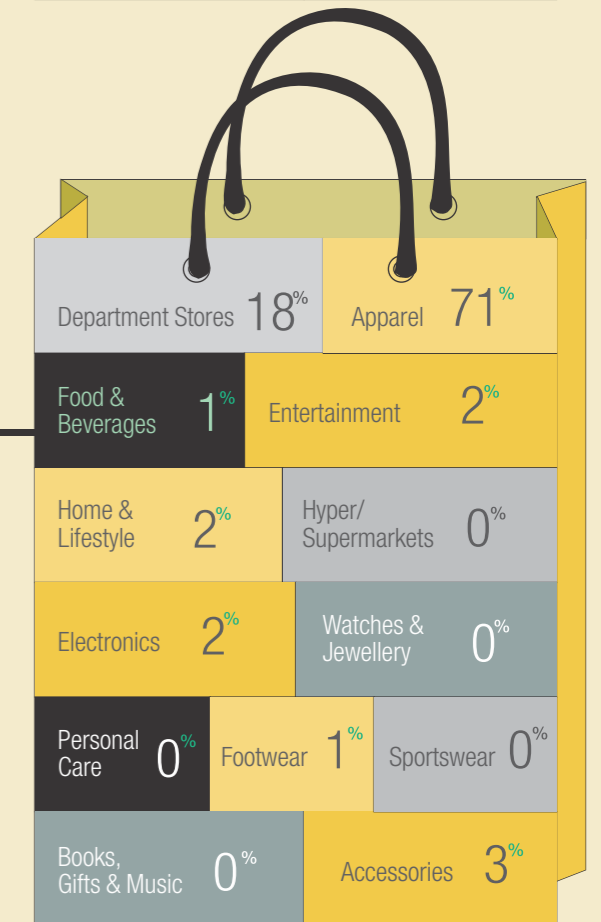 Department Stores 18%
Apparel 71%
Food &
Beverages 1%
Entertainment 2%
Home &
Lifestyle 2%
Hyper/
Supermarkets 0%
Electronics 2%
Watches &
Jewellery 0%
Personal
Care 0%
Footwear 1%
Sportswear 0%
Books,
Gifts & Music 0%
Accessories 3%